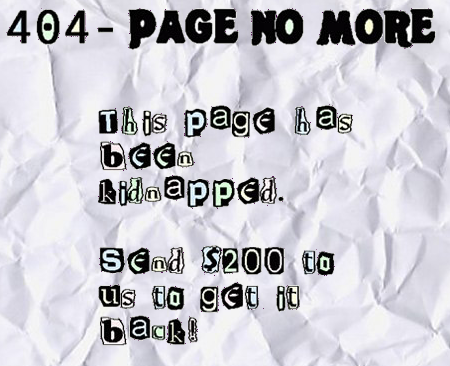 404- PAGE NO MORE
This page has
been
kidnapped.
Send $200 to
us to get it
back!